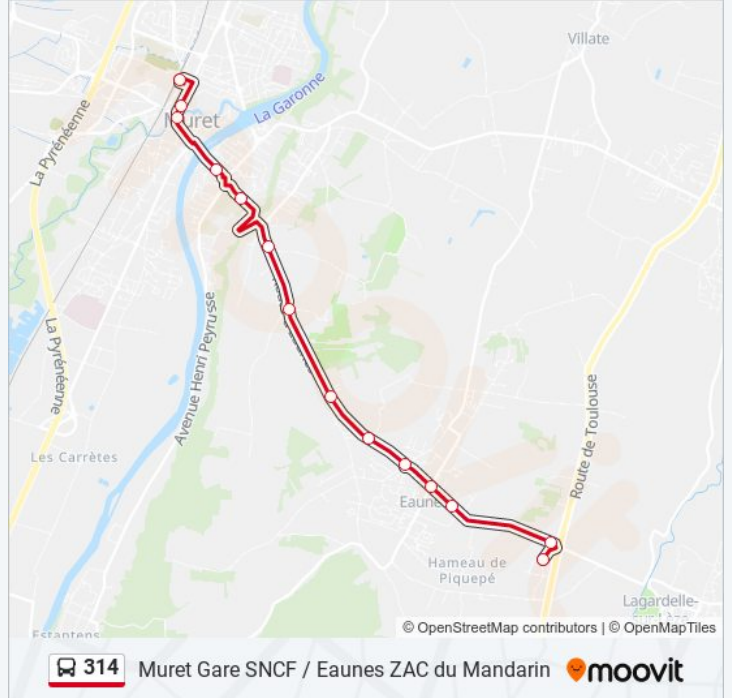 Villate
La Garonne
Muret
La Pyrénéenne
La Pyrénéenne
Avenue Henri Peyrusse
Route de Toulouse
Les Carrètes
Eaunes
Hameau de
Piquepé
Lagardelle-
Estantens
© OpenStreetMap contributors | © OpenMapTiles
314 Muret Gare SNCF / Eaunes ZAC du Mandarin moovit